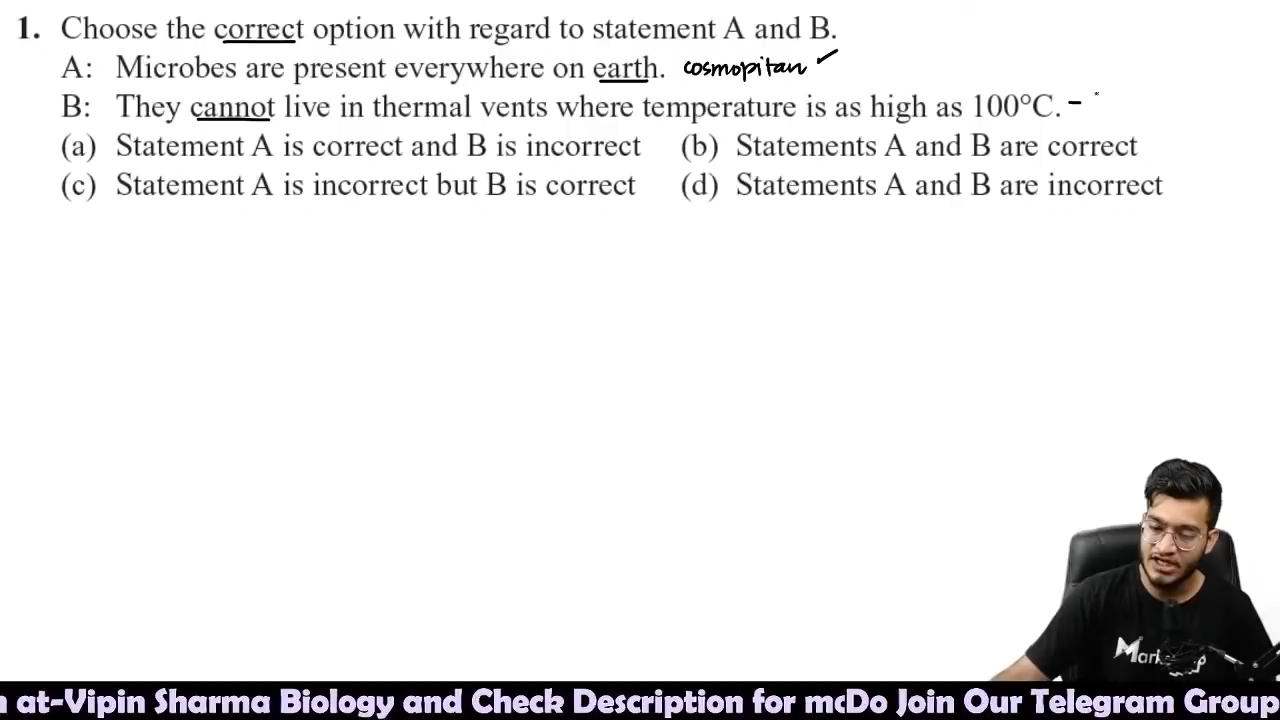 1. Choose the correct option with regard to statement A and B.
A: Microbes are present everywhere on earth. cosmopitan ✓
B: They cannot live in thermal vents where temperature is as high as 100°C. -
(a) Statement A is correct and B is incorrect (b) Statements A and B are correct
(c) Statement A is incorrect but B is correct (d) Statements A and B are incorrect
at-Vipin Sharma Biology and Check Description for mcDo Join Our Telegram Group